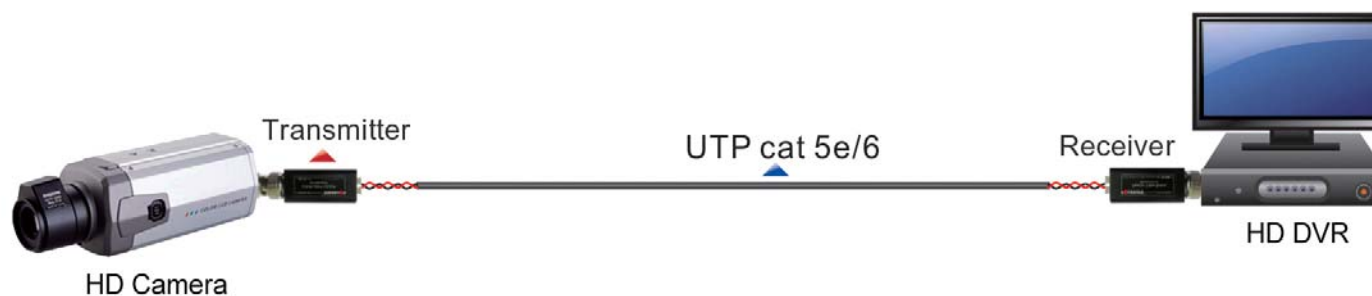 Transmitter
UTP cat 5e/6
Receiver
HD DVR
HD Camera